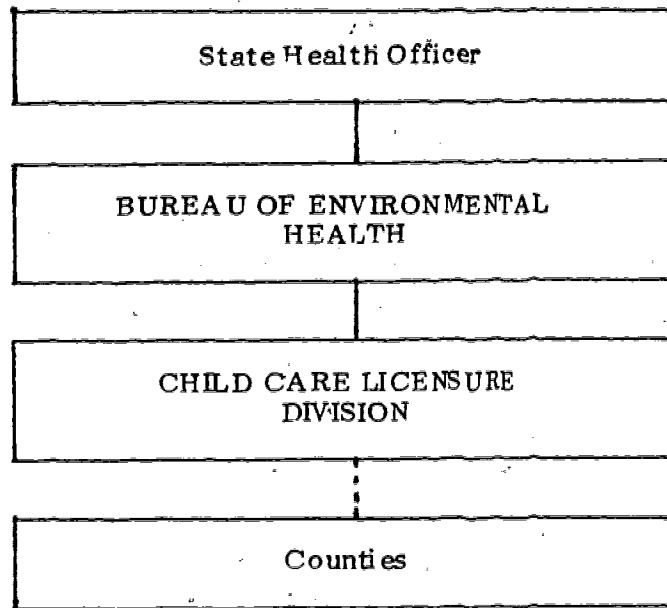 State Health Officer
BUREAU OF ENVIRONMENTAL
HEALTH
CHILD CARE LICENSURE
DIVISION
Counties